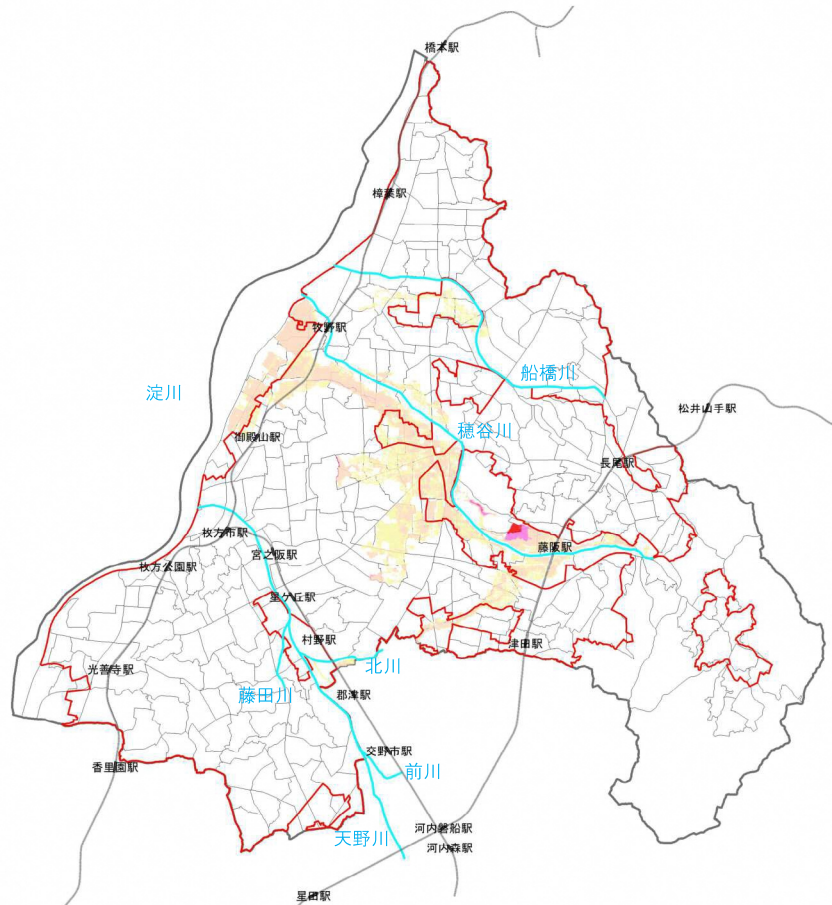 橋本駅
樟葉駅
牧野駅
船橋川
淀川
松井山手駅
穂谷川
御殿山駅
長尾駅
枚方市駅
藤阪駅
宮之阪駅
枚方公園駅
星ケ丘駅
村野駅
津田駅
北川
光善寺駅
藤田川
郡津駅
交野市駅
香里園駅
前川
河内磐船駅
天野川
河内森駅
星田駅